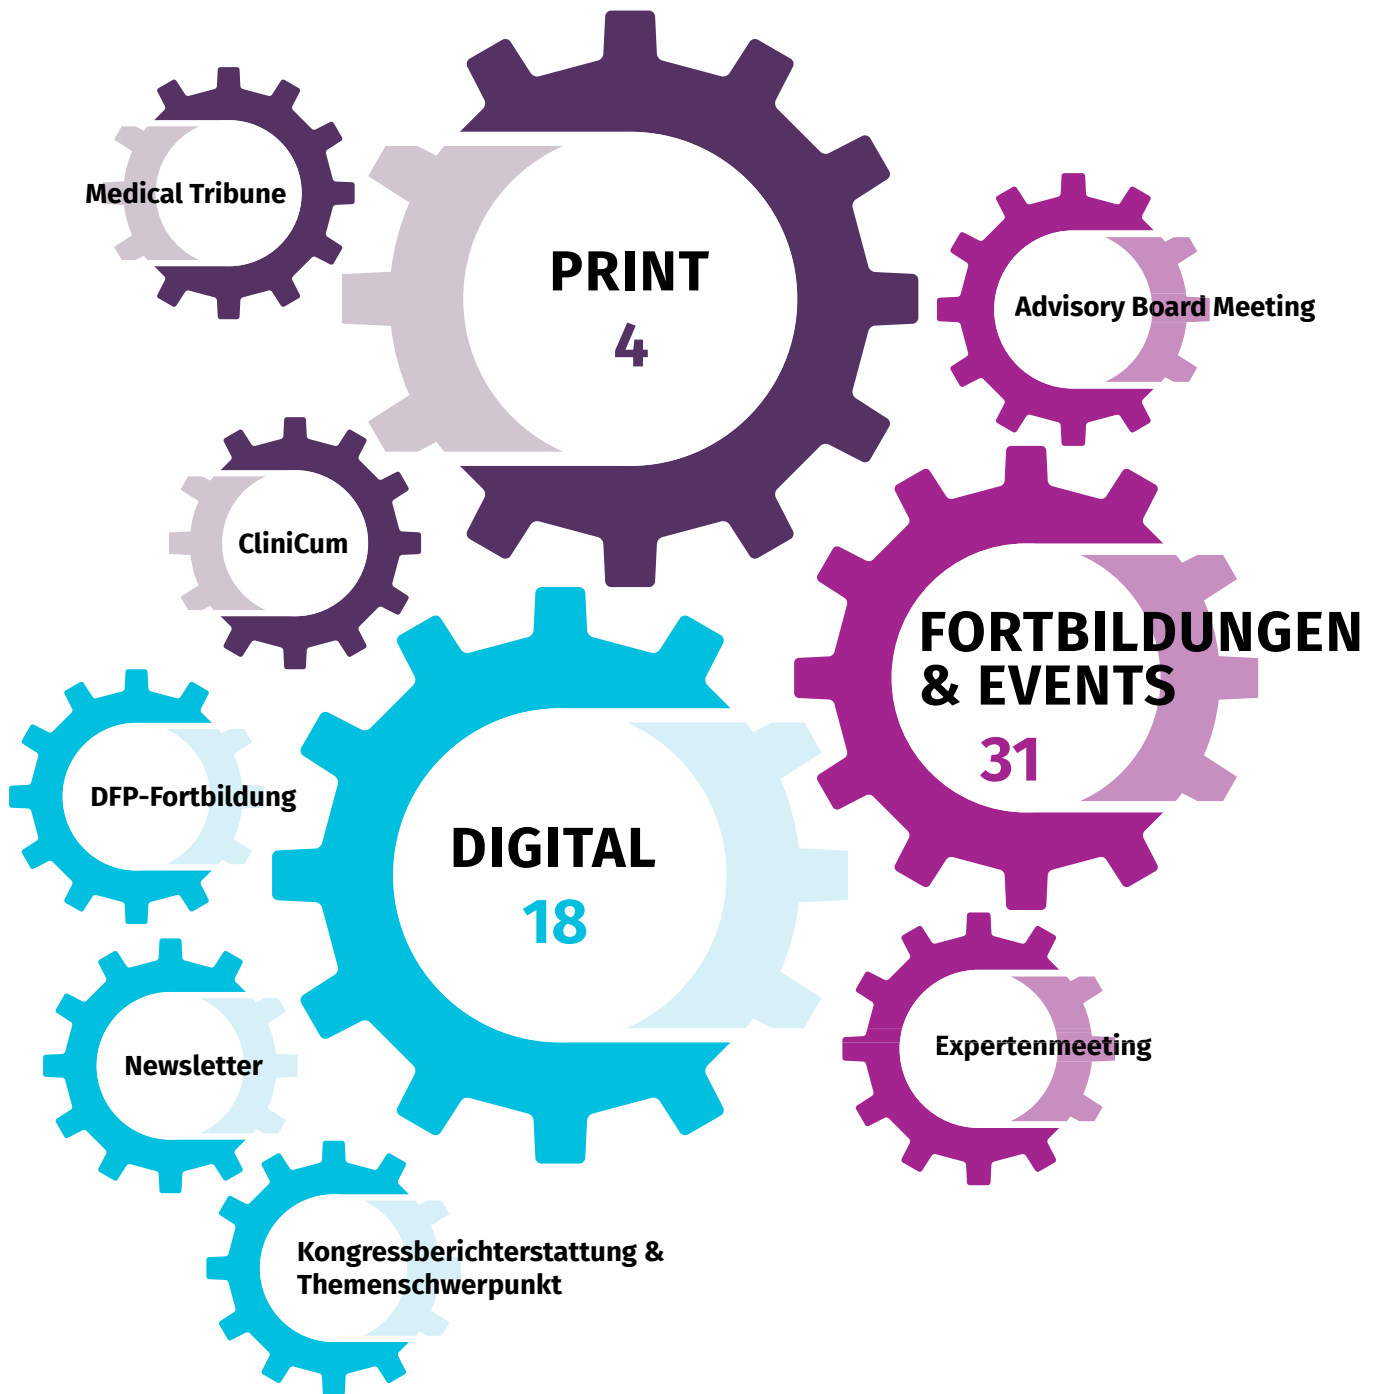 Medical Tribune
PRINT
4
Advisory Board Meeting
CliniCum
FORTBILDUNGEN
& EVENTS
31
DFP-Fortbildung
DIGITAL
18
Newsletter
Expertenmeeting
Kongressberichterstattung &
Themenschwerpunkt